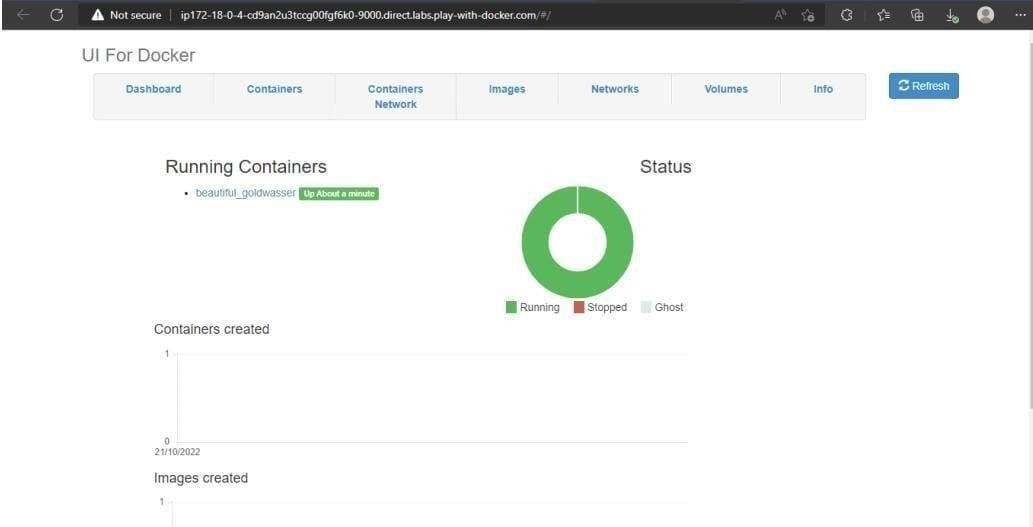 Not secure | ip172-18-0-4-cd9an2u3tccg00fgf6k0-9000.direct.labs.play-with-docker.com/#/
UI For Docker
Dashboard Containers Containers Network Images Networks Volumes Info Refresh
Running Containers
beautiful_goldwasser Up About a minute
Status
Running Stopped Ghost
Containers created
1
0
21/10/2022
Images created
1